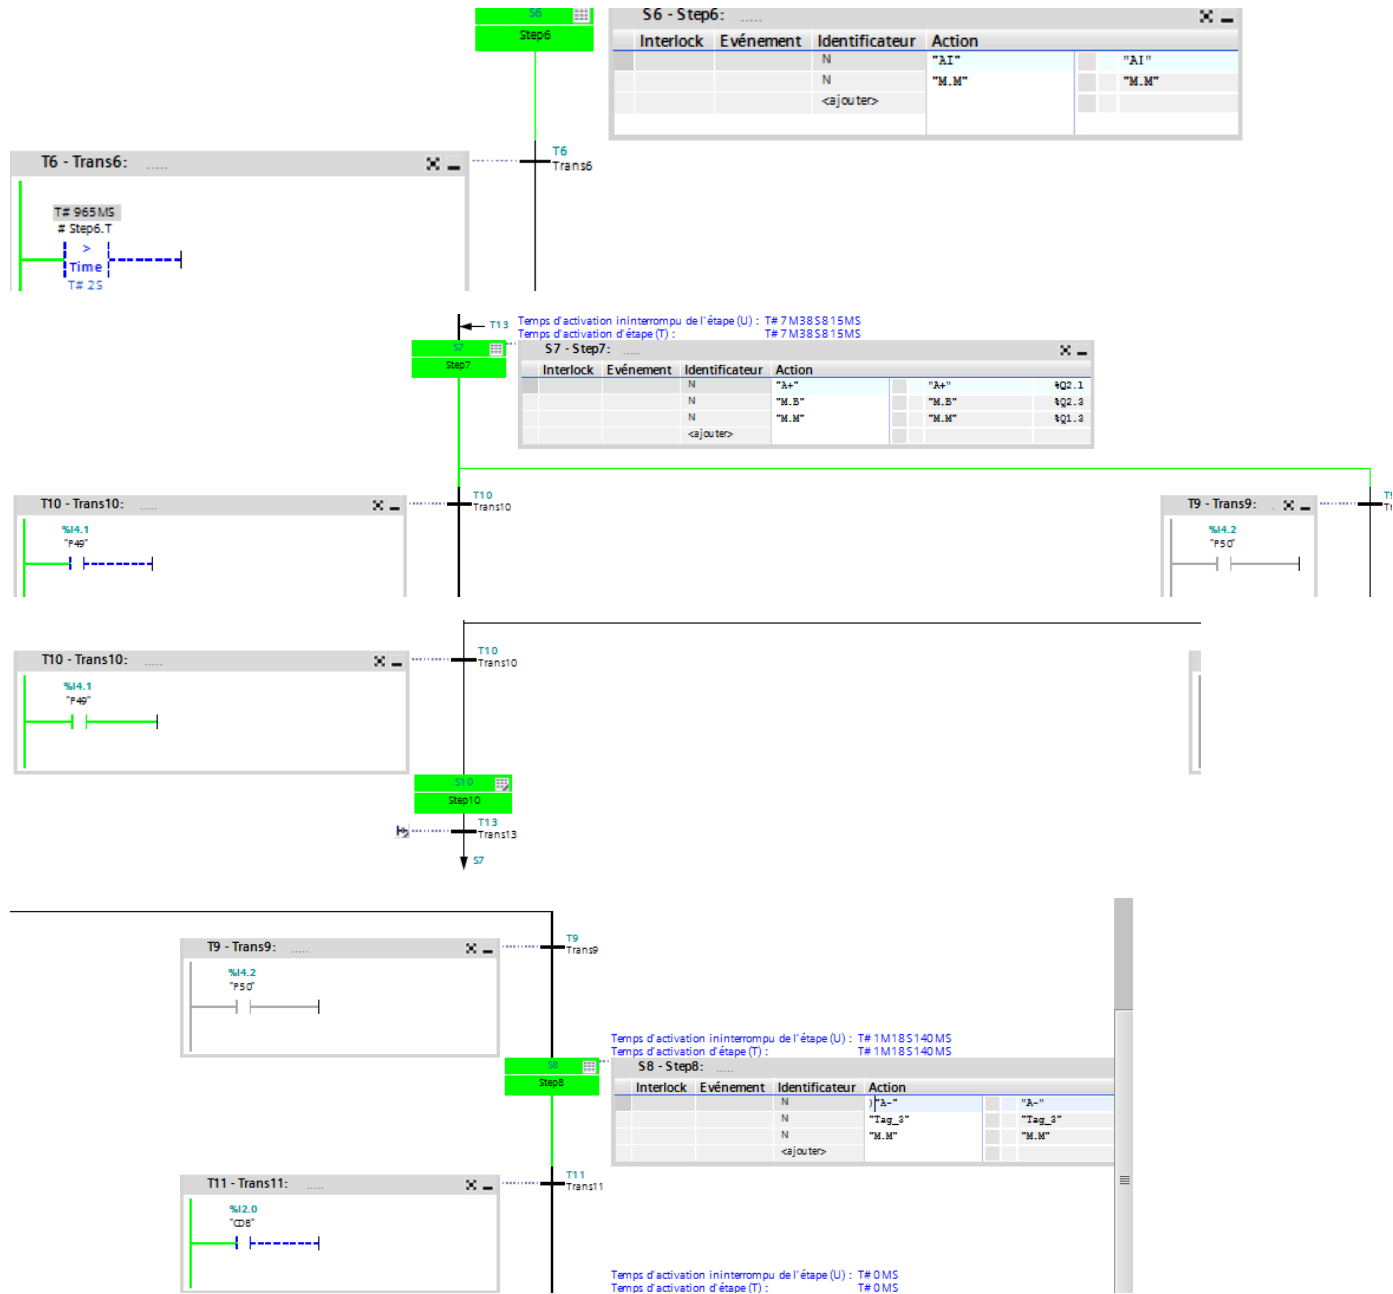 S6
Step6
S6 - Step6: .....
Interlock Evénement Identificateur Action
N "AI" "AI"
N "M.M" "M.M"
<ajouter>
T6
Trans6
T6 - Trans6: .....
T# 965MS
# Step6.T
>
Time
T# 2S
T13
Temps d'activation ininterrompu de l'étape (U) : T# 7M38S815MS
Temps d'activation d'étape (T) : T# 7M38S815MS
S7
Step7
S7 - Step7: .....
Interlock Evénement Identificateur Action
N "A+" "A+" %Q2.1
N "M.B" "M.B" %Q2.3
N "M.M" "M.M" %Q1.3
<ajouter>
T10 - Trans10: .....
T10
Trans10
%I4.1
"P49"
T9 - Trans9: .
%I4.2
"P50"
T10 - Trans10: .....
T10
Trans10
%I4.1
"P49"
S10
Step10
T13
Trans13
S7
T9 - Trans9: .....
T9
Trans9
%I4.2
"P50"
Temps d'activation ininterrompu de l'étape (U) : T# 1M18S140MS
Temps d'activation d'étape (T) : T# 1M18S140MS
S8
Step8
S8 - Step8: .....
Interlock Evénement Identificateur Action
N )"A-" "A-"
N "Tag_3" "Tag_3"
N "M.M" "M.M"
<ajouter>
T11 - Trans11: .....
T11
Trans11
%I2.0
"CDB"
Temps d'activation ininterrompu de l'étape (U) : T# 0MS
Temps d'activation d'étape (T) : T# 0MS